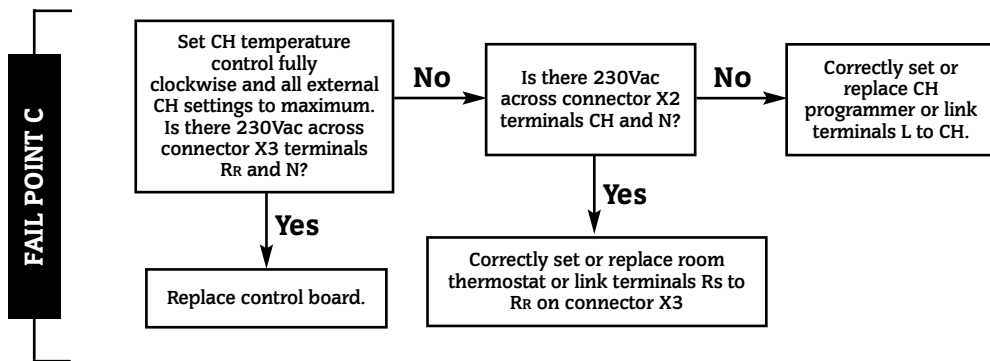 FAIL POINT C
Set CH temperature
control fully
clockwise and all external
CH settings to maximum.
Is there 230Vac across
connector X3 terminals
RR and N?
No
Is there 230Vac
across connector X2
terminals CH and N?
No
Correctly set or
replace CH
programmer or link
terminals L to CH.
Yes
Replace control board.
Yes
Correctly set or replace room
thermostat or link terminals Rs to
RR on connector X3